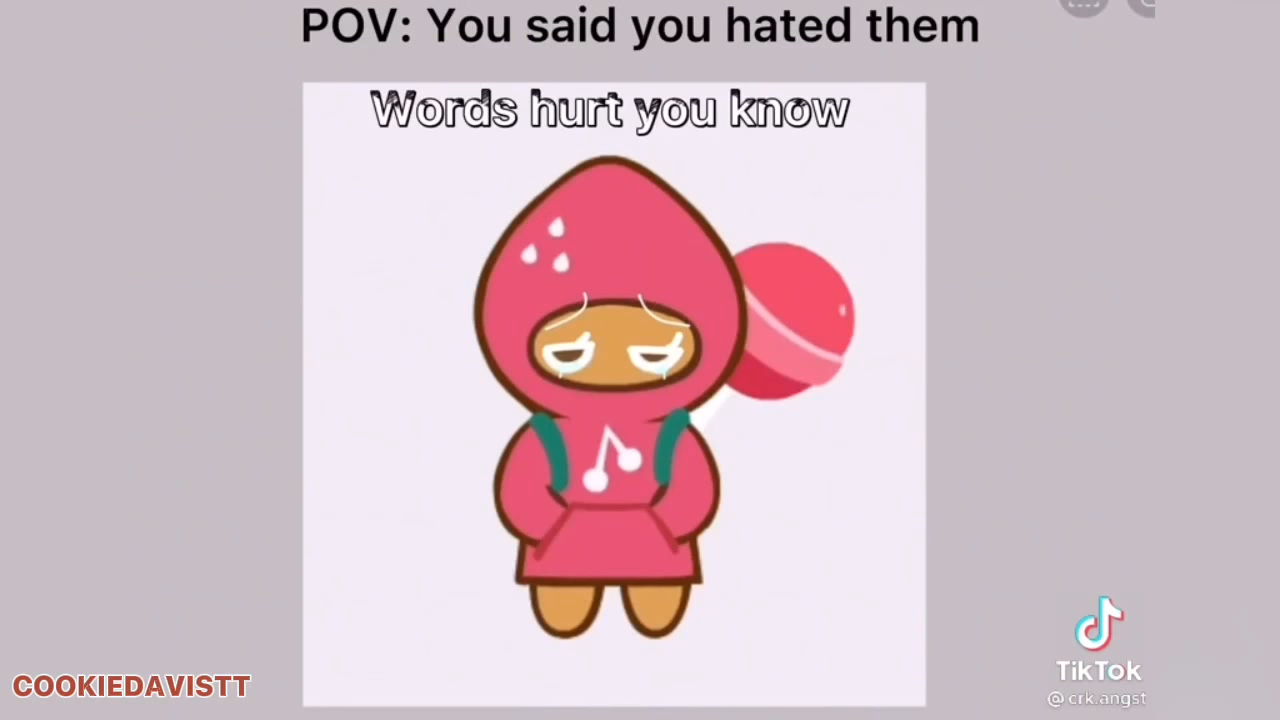 POV: You said you hated them
Words hurt you know
COOKIEDAVISTT
TikTok
@crk.angst